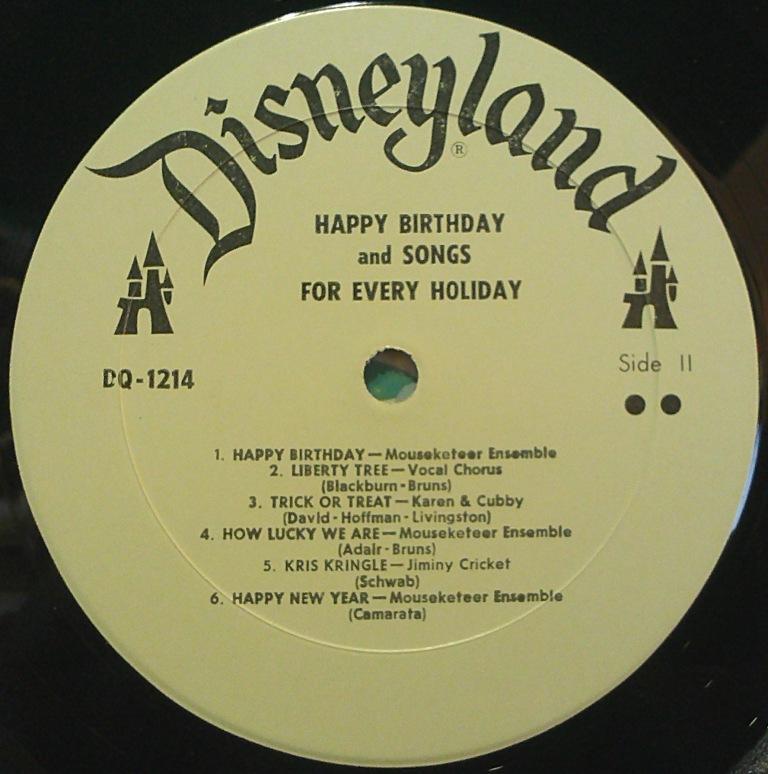 Disneyland
®
HAPPY BIRTHDAY
and SONGS
FOR EVERY HOLIDAY
DQ-1214
Side II
1. HAPPY BIRTHDAY — Mouseketeer Ensemble
2. LIBERTY TREE — Vocal Chorus
(Blackburn - Bruns)
3. TRICK OR TREAT — Karen & Cubby
(David - Hoffman - Livingston)
4. HOW LUCKY WE ARE — Mouseketeer Ensemble
(Adair - Bruns)
5. KRIS KRINGLE — Jiminy Cricket
(Schwab)
6. HAPPY NEW YEAR — Mouseketeer Ensemble
(Camarata)